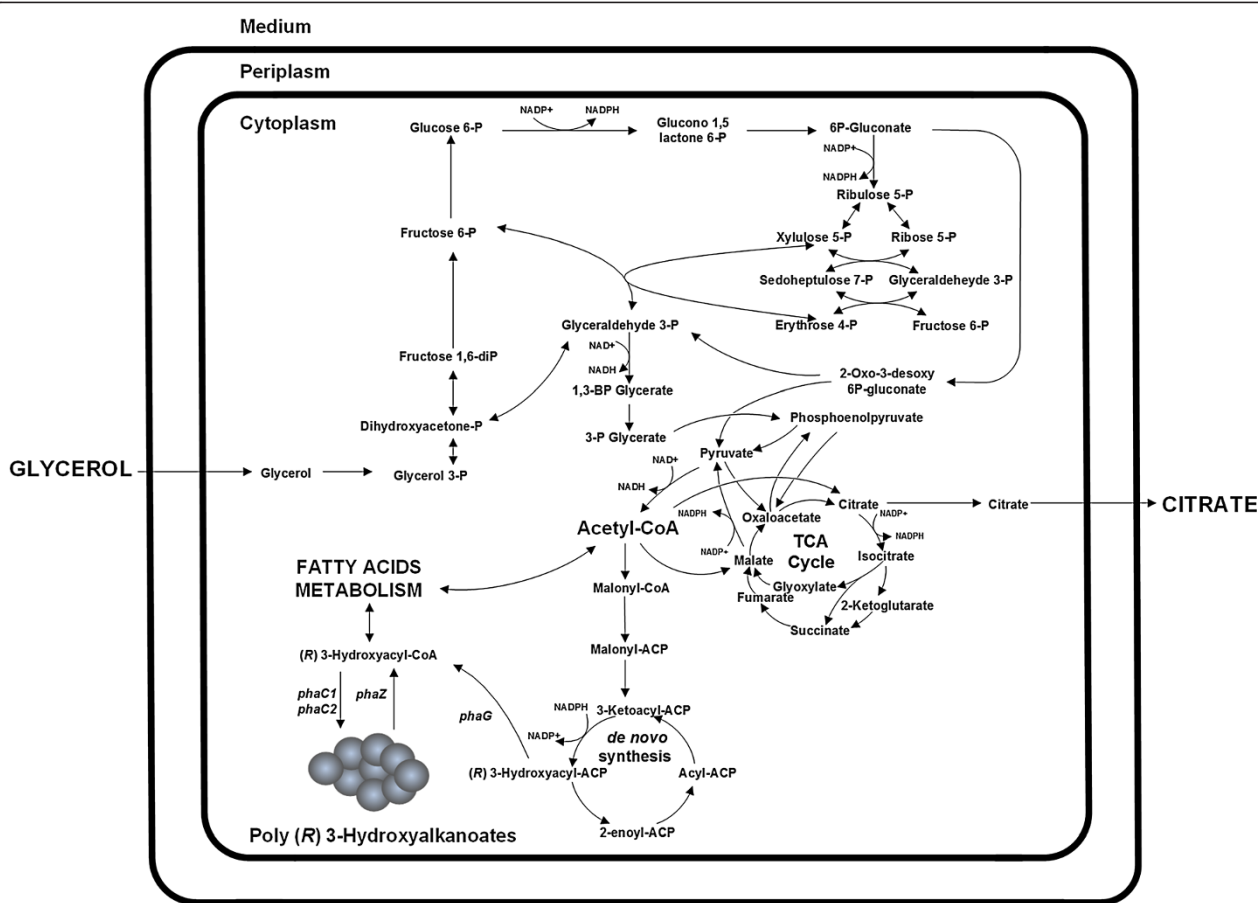 Medium
Periplasm
Cytoplasm
NADP+
NADPH
Glucose 6-P
Glucono 1,5
lactone 6-P
6P-Gluconate
NADP+
NADPH
Ribulose 5-P
Fructose 6-P
Xylulose 5-P
Ribose 5-P
Sedoheptulose 7-P
Glyceraldeheyde 3-P
Glyceraldehyde 3-P
Erythrose 4-P
Fructose 6-P
NAD+
NADH
Fructose 1,6-diP
1,3-BP Glycerate
2-Oxo-3-desoxy
6P-gluconate
Dihydroxyacetone-P
3-P Glycerate
Phosphoenolpyruvate
Pyruvate
GLYCEROL
Glycerol
Glycerol 3-P
NAD+
NADH
Acetyl-CoA
NADPH
NADP+
Oxaloacetate
Citrate
Citrate
CITRATE
NADP+
NADPH
TCA
Cycle
Malate
Isocitrate
Glyoxylate
Fumarate
2-Ketoglutarate
Succinate
FATTY ACIDS
METABOLISM
Malonyl-CoA
Malonyl-ACP
(R) 3-Hydroxyacyl-CoA
phaC1
phaC2
phaZ
phaG
NADPH
3-Ketoacyl-ACP
NADP+
de novo
synthesis
(R) 3-Hydroxyacyl-ACP
Acyl-ACP
2-enoyl-ACP
Poly (R) 3-Hydroxyalkanoates